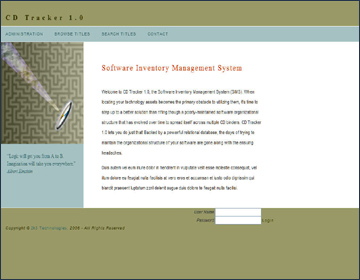 CD Tracker 1.0
ADMINISTRATION BROWSE TITLES SEARCH TITLES CONTACT
Software Inventory Management System
Welcome to CD Tracker 1.0, the Software Inventory Management System (SIMS). When
locating your technology assets becomes the primary obstacle to utilizing them, it's time to
step up to a better solution than rifling through a poorly-maintained software organizational
structure that has evolved over time to spread itself across multiple CD binders. CD Tracker
1.0 lets you do just that. Backed by a powerful relational database, the days of trying to
maintain the organizational structure of your software are gone along with the ensuing
headaches.
Duis autem vel eum iriure dolor in hendrerit in vulputate velit esse molestie consequat, vel
illum dolore eu feugiat nulla facilisis at vero eros et accumsan et iusto odio dignissim qui
blandit praesent luptatum zzril delenit augue duis dolore te feugait nulla facilisi.
"Logic will get you from A to B.
Imagination will take you everywhere."
Albert Einstein
User Name:
Password: Log in
Copyright © Technologies, 2006 - All Rights Reserved